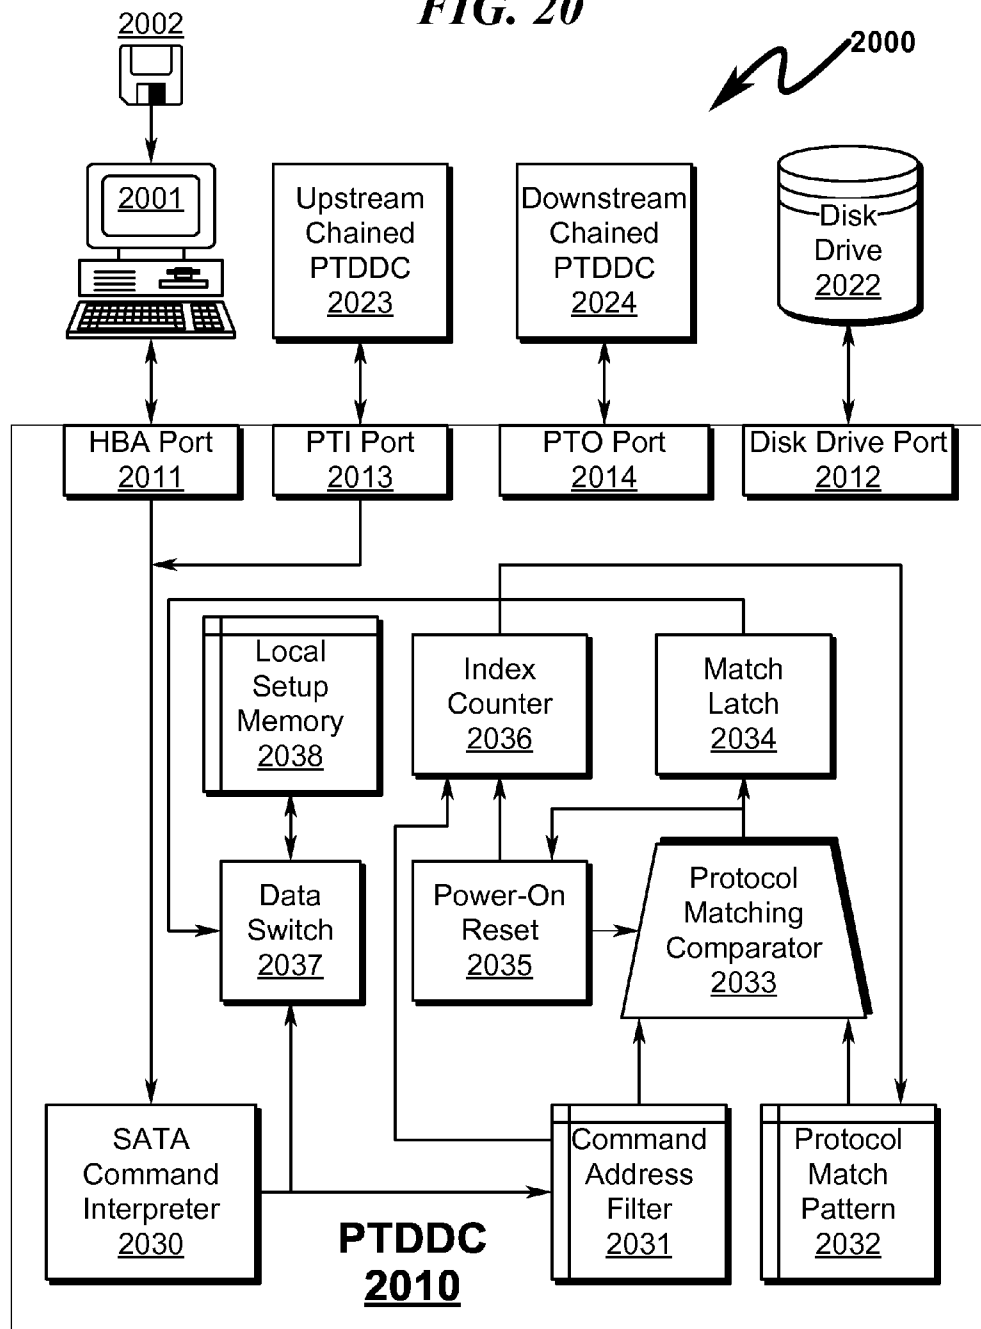 FIG. 20
2002
2000
2001
Upstream
Chained
PTDDC
2023
Downstream
Chained
PTDDC
2024
Disk
Drive
2022
HBA Port
2011
PTI Port
2013
PTO Port
2014
Disk Drive Port
2012
Local
Setup
Memory
2038
Index
Counter
2036
Match
Latch
2034
Data
Switch
2037
Power-On
Reset
2035
Protocol
Matching
Comparator
2033
SATA
Command
Interpreter
2030
PTDDC
2010
Command
Address
Filter
2031
Protocol
Match
Pattern
2032